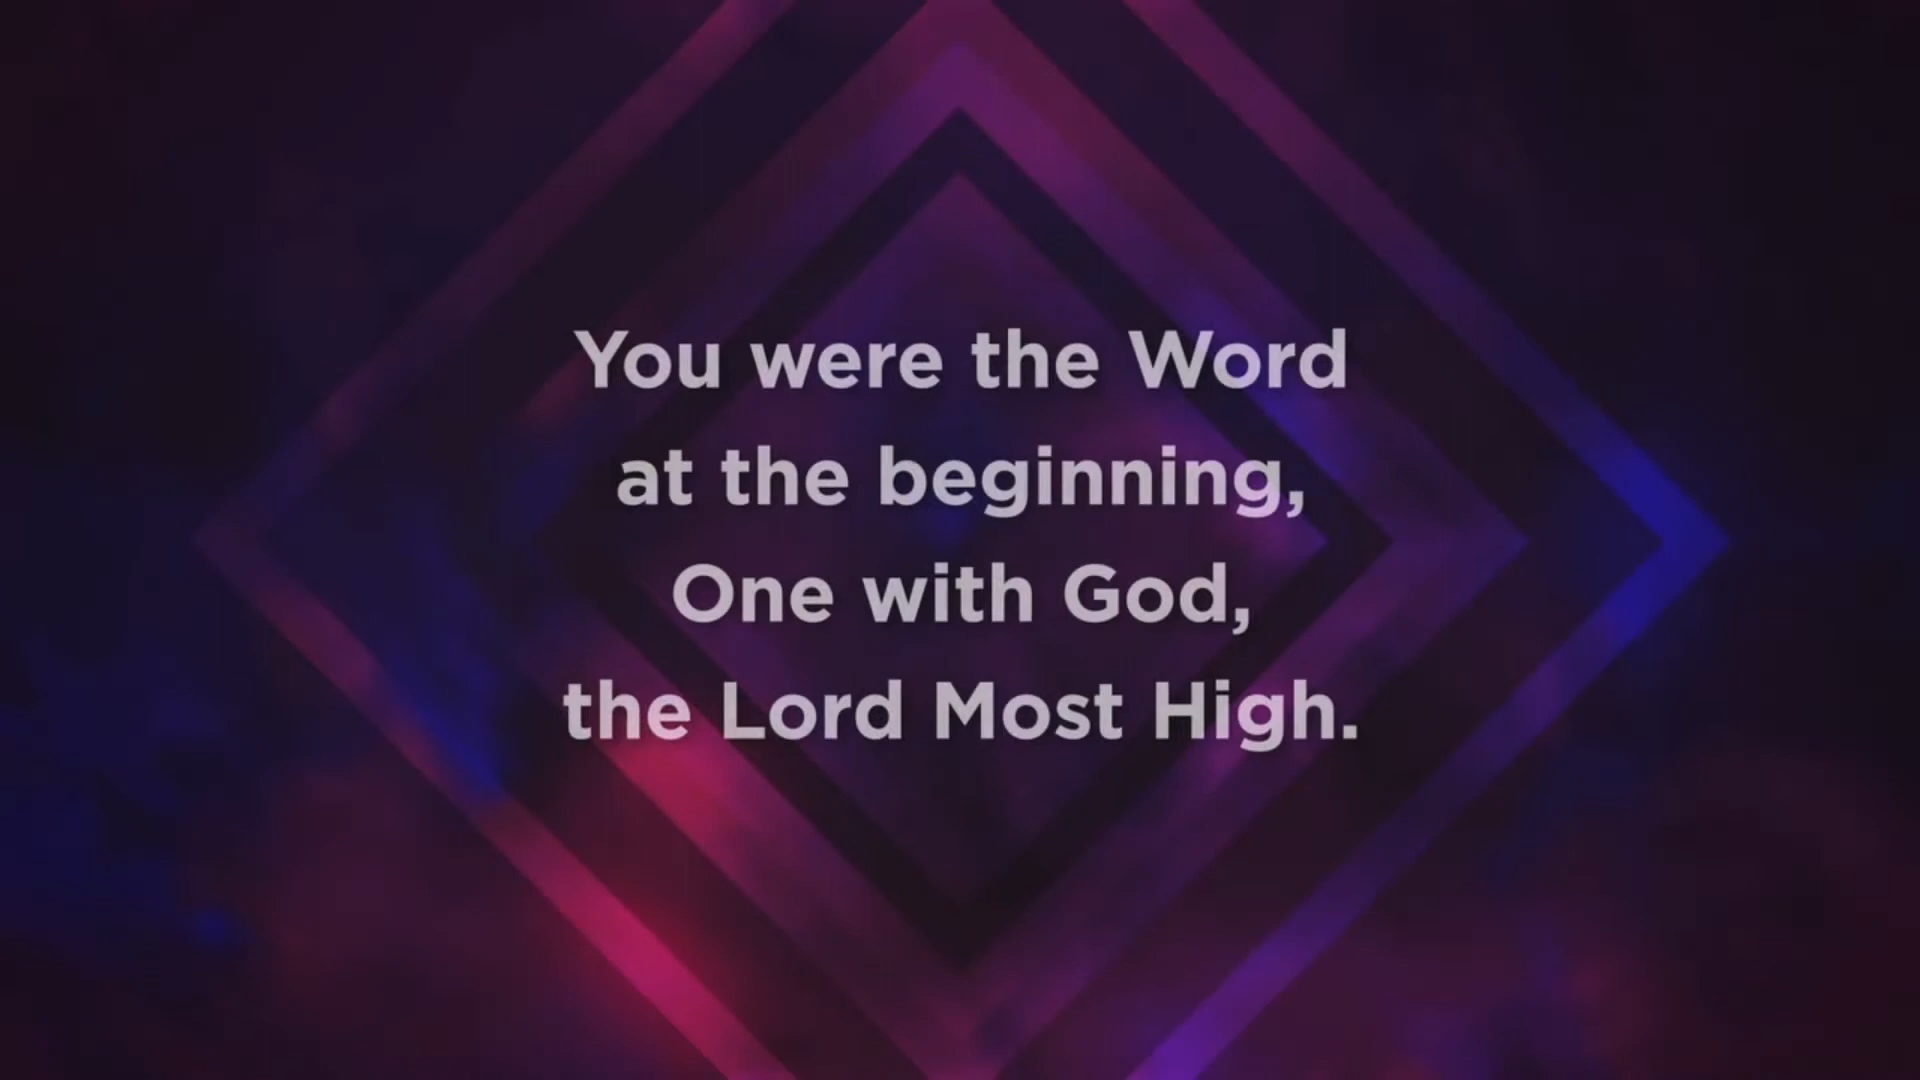 You were the Word
at the beginning,
One with God,
the Lord Most High.